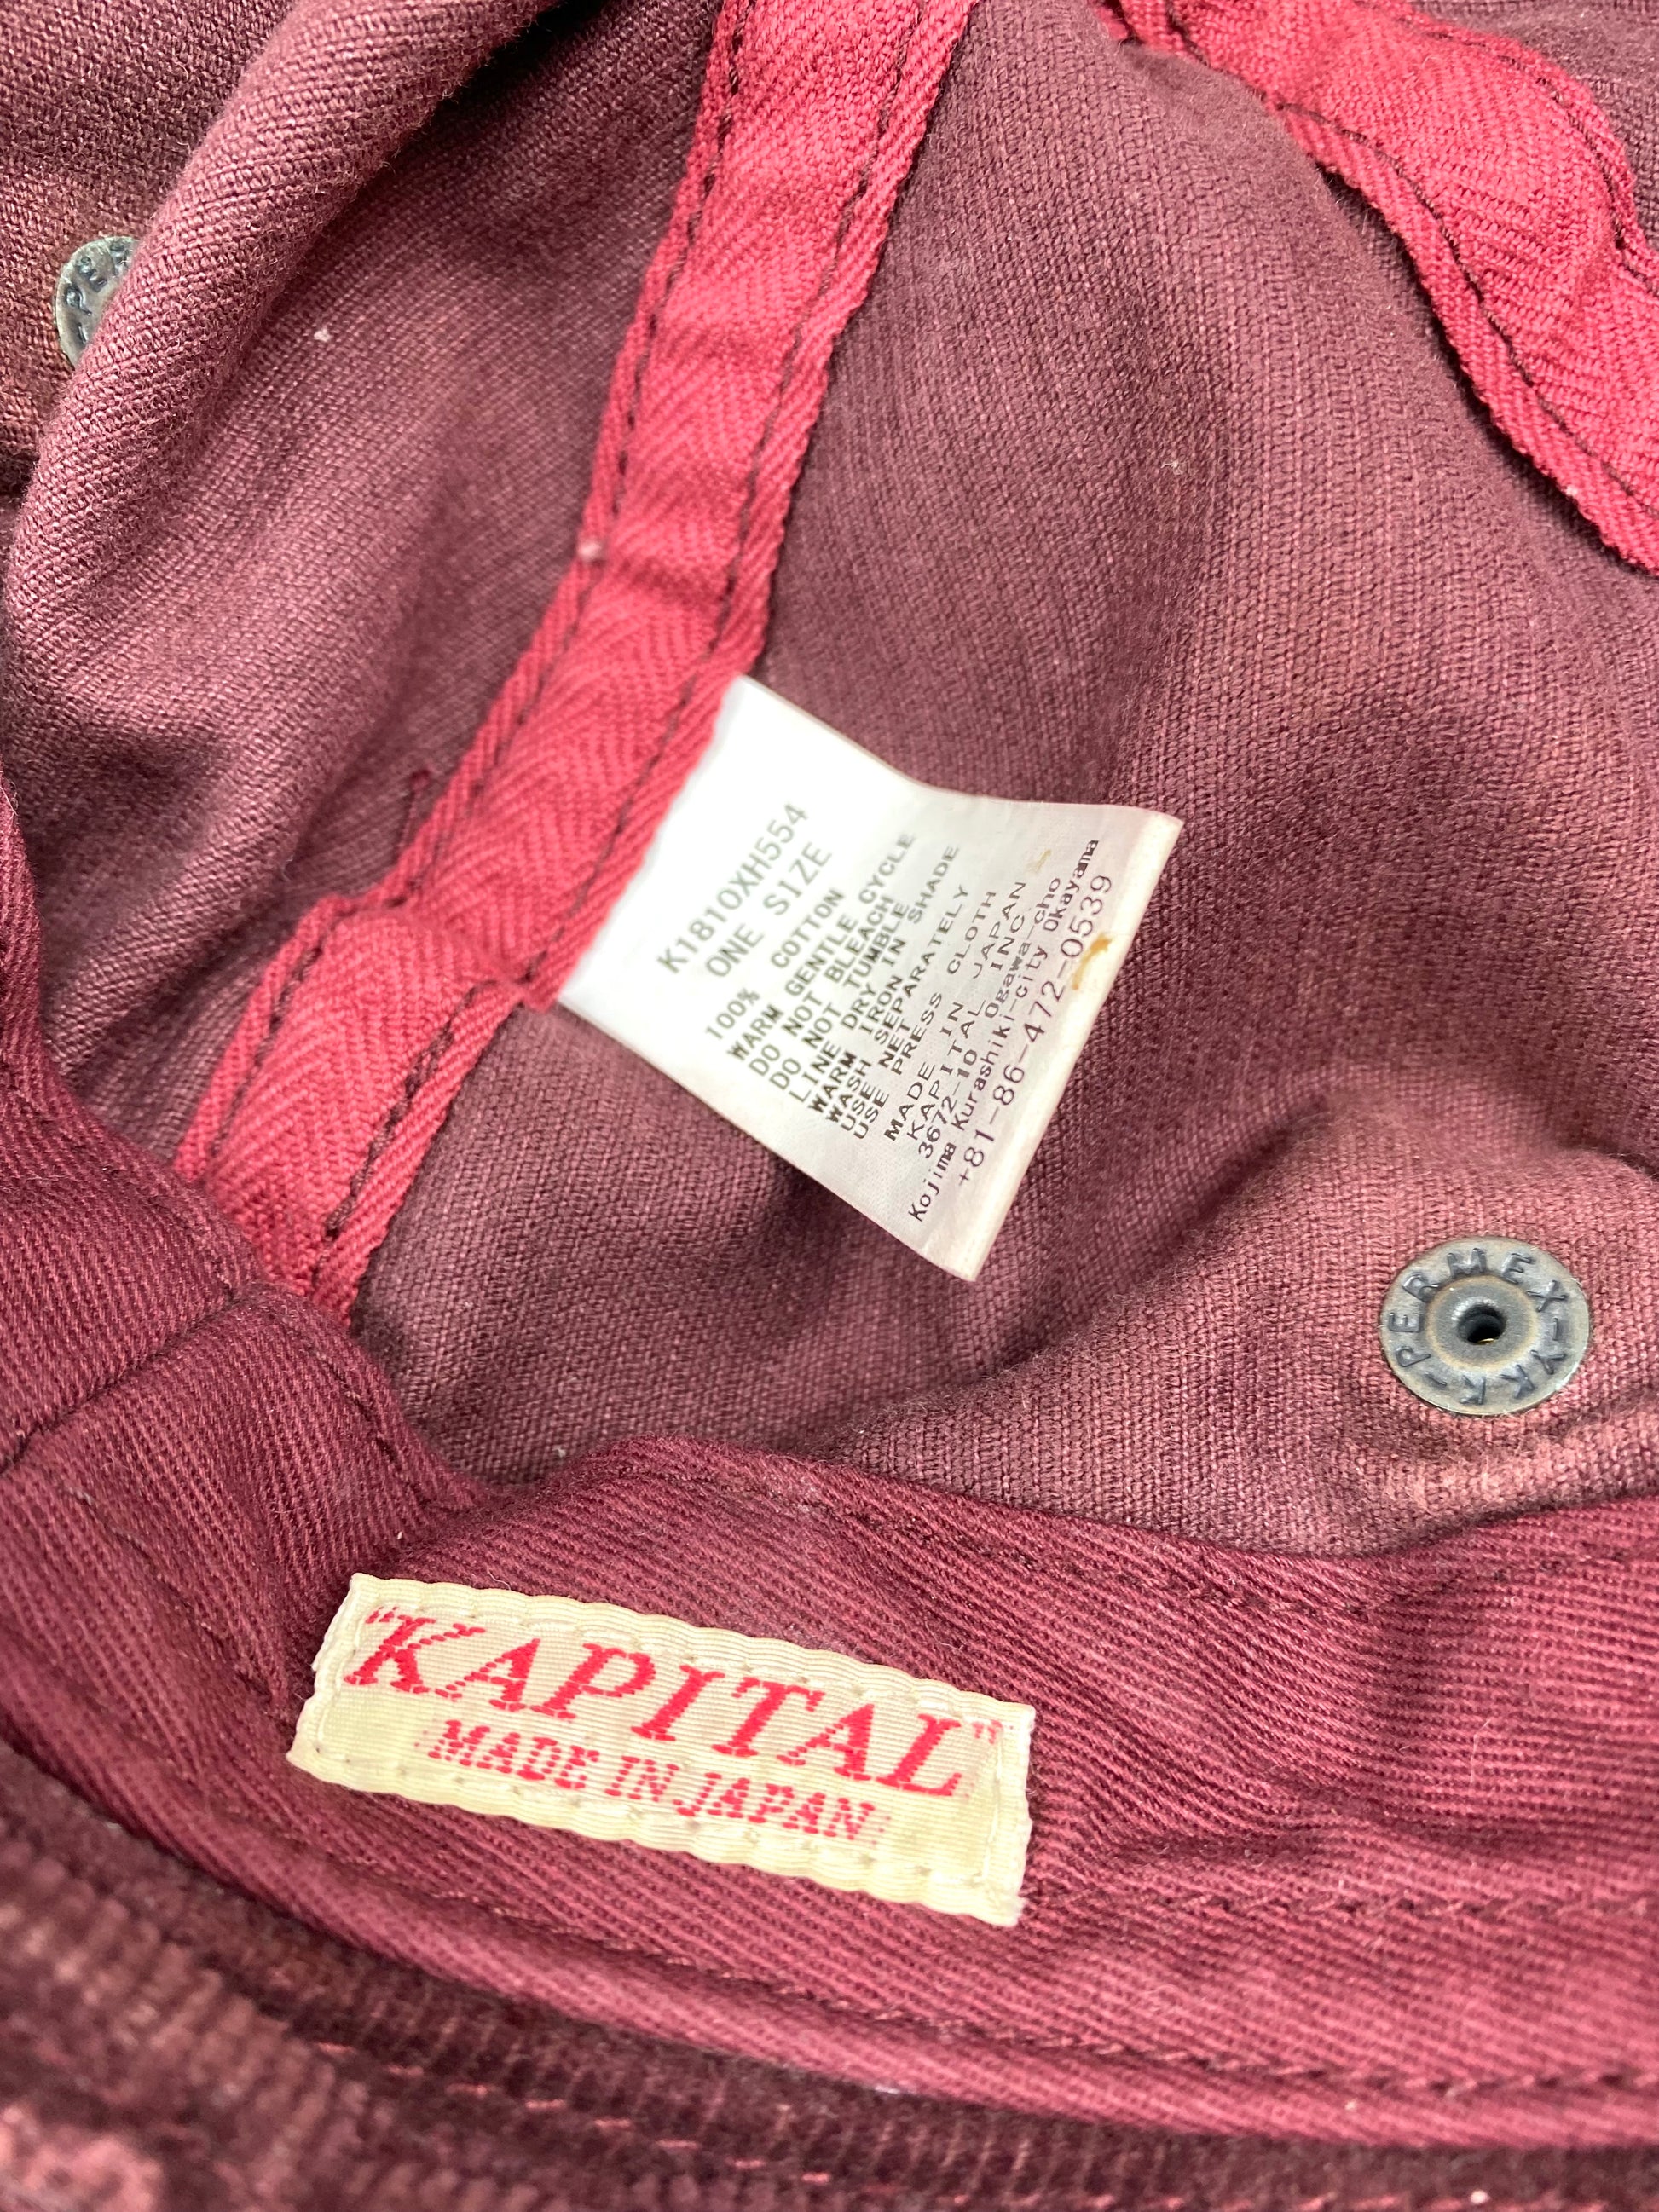 K1810XH554
ONE SIZE
100% COTTON
WARM GENTLE CYCLE
DO NOT BLEACH
DO NOT TUMBLE
LINE DRY IN SHADE
WARM IRON
WASH SEPARATELY
USE NET
USE PRESS CLOTH
MADE IN JAPAN
KAPITAL INC
3672-10 Ogawa-cho
Kojima Kurashiki-city Okayama
+81-86-472-0539
PERMEX-YKK-
"KAPITAL"
MADE IN JAPAN